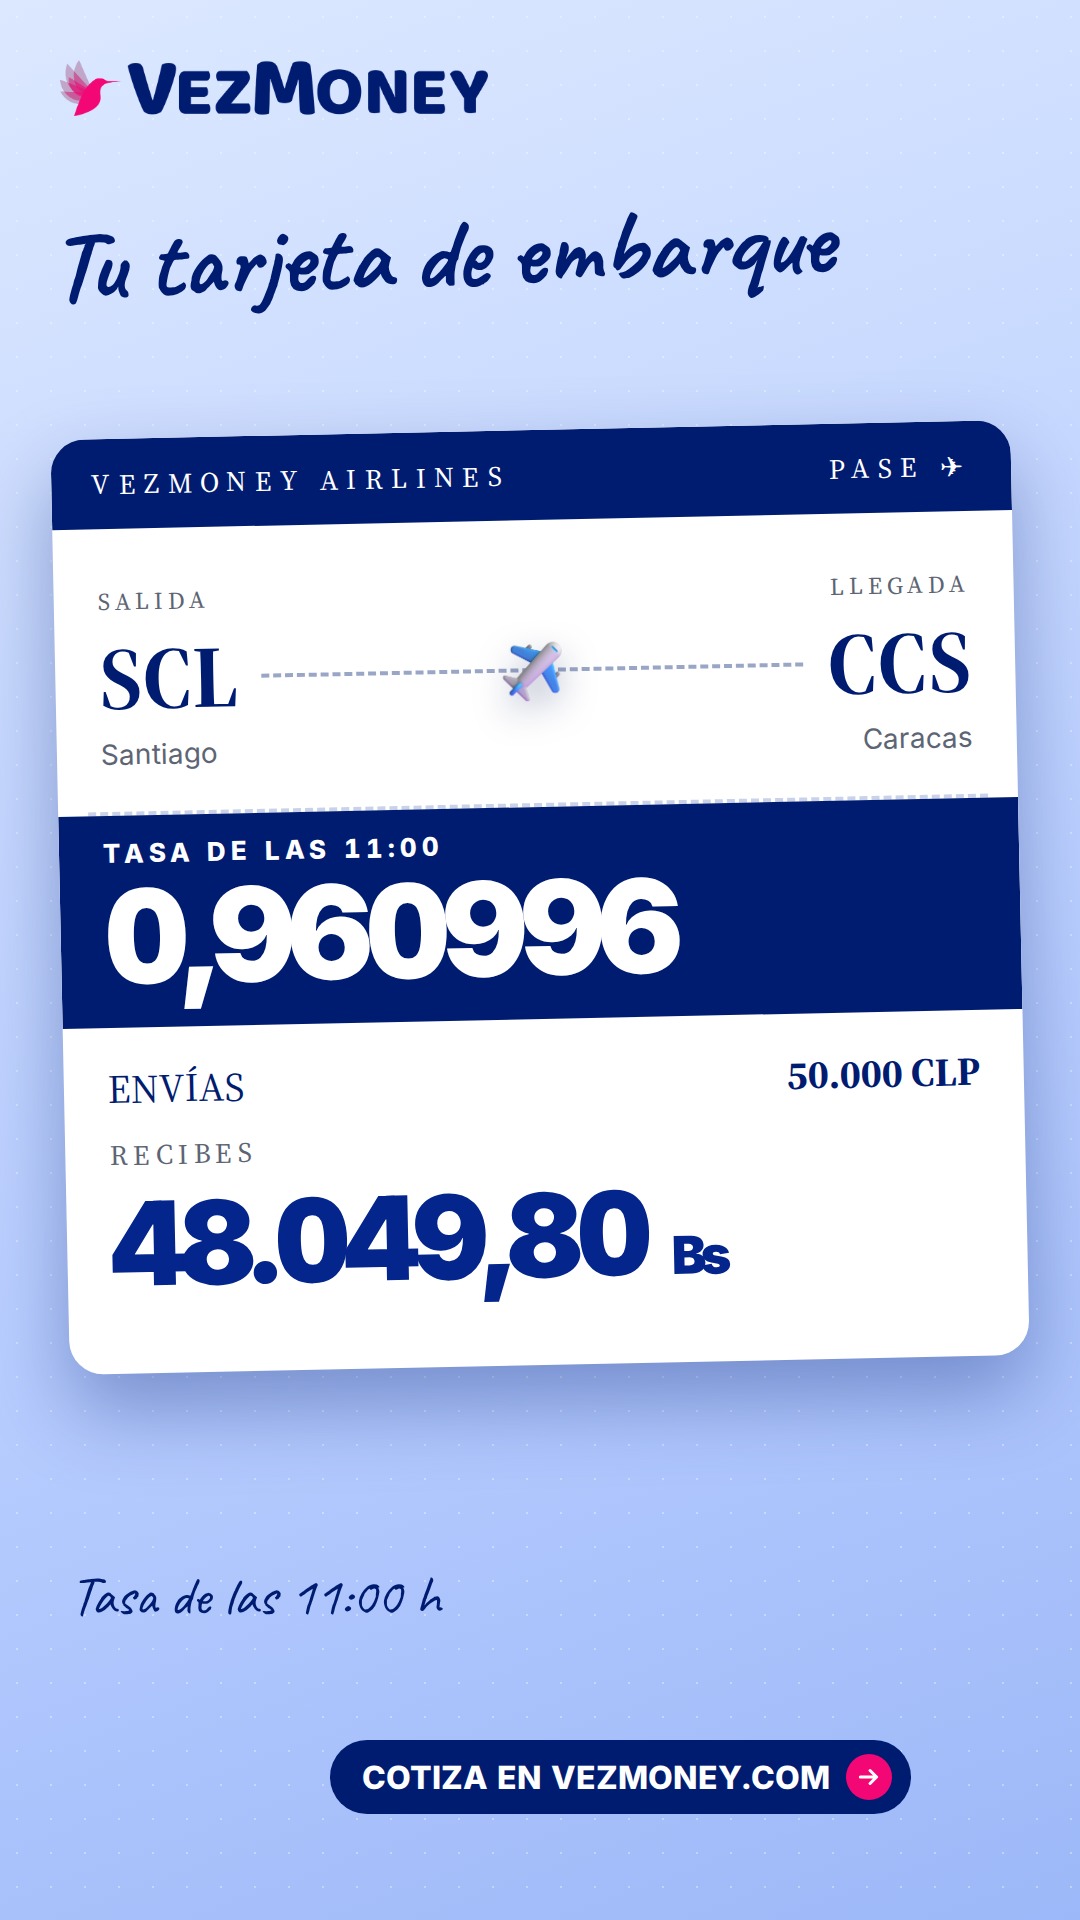 VEZMONEY
Tu tarjeta de embarque
VEZMONEY AIRLINES
PASE ✈
SALIDA
LLEGADA
SCL
CCS
Santiago
Caracas
TASA DE LAS 11:00
0,960996
ENVÍAS
50.000 CLP
RECIBES
48.049,80 Bs
Tasa de las 11:00 h
COTIZA EN VEZMONEY.COM